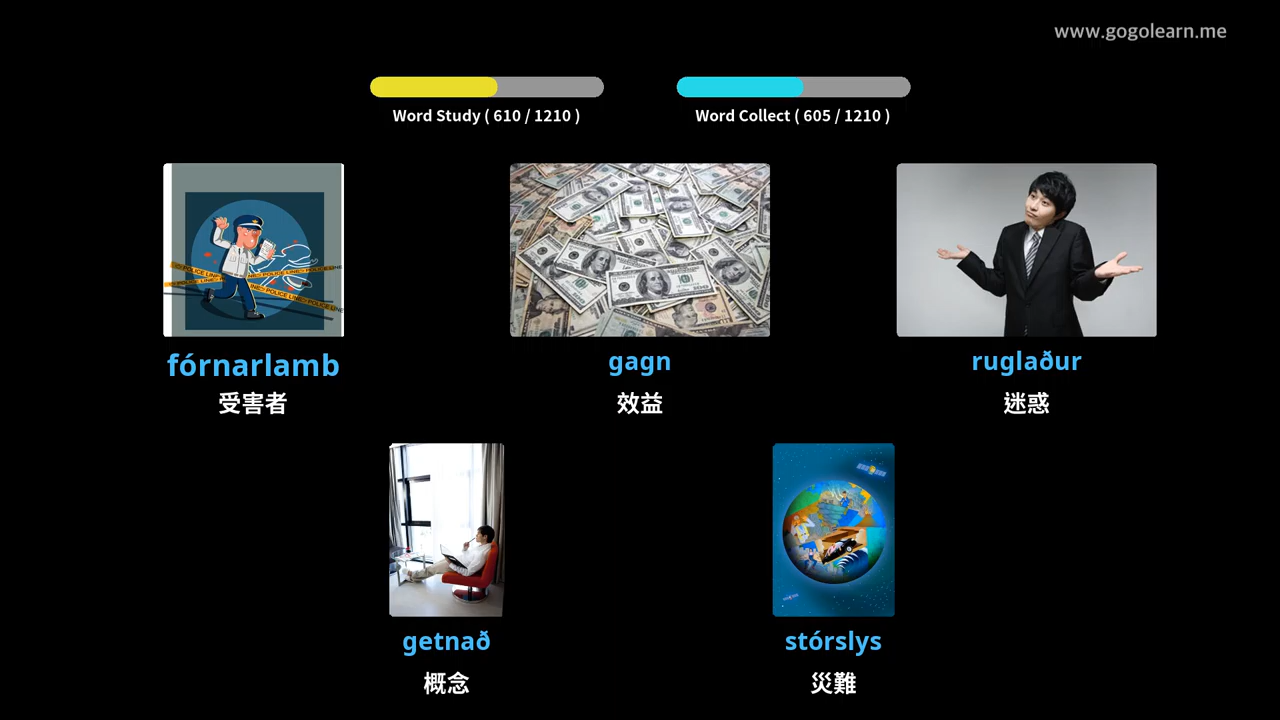 www.gogolearn.me
Word Study ( 610 / 1210 )
Word Collect ( 605 / 1210 )
fórnarlamb
受害者
gagn
效益
ruglaður
迷惑
getnað
概念
stórslys
災難